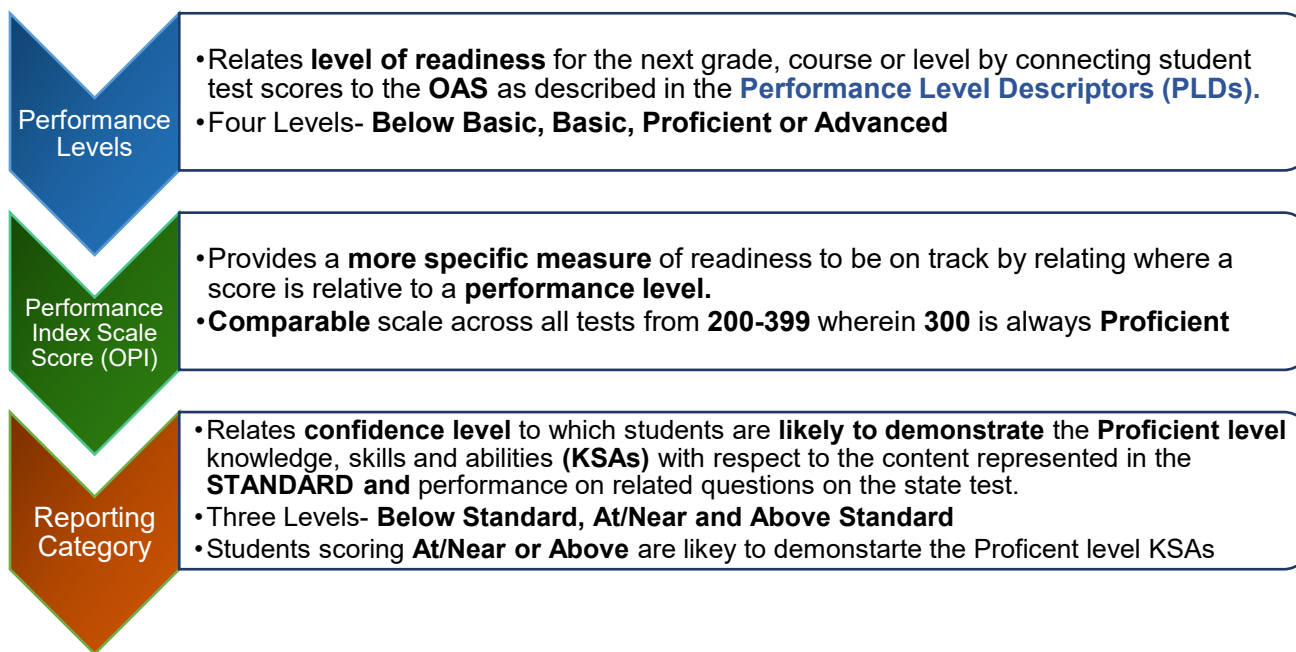 Performance
Levels
•Relates level of readiness for the next grade, course or level by connecting student
test scores to the OAS as described in the Performance Level Descriptors (PLDs).
•Four Levels- Below Basic, Basic, Proficient or Advanced
Performance
Index Scale
Score (OPI)
•Provides a more specific measure of readiness to be on track by relating where a
score is relative to a performance level.
•Comparable scale across all tests from 200-399 wherein 300 is always Proficient
Reporting
Category
•Relates confidence level to which students are likely to demonstrate the Proficient level
knowledge, skills and abilities (KSAs) with respect to the content represented in the
STANDARD and performance on related questions on the state test.
•Three Levels- Below Standard, At/Near and Above Standard
•Students scoring At/Near or Above are likey to demonstarte the Proficent level KSAs